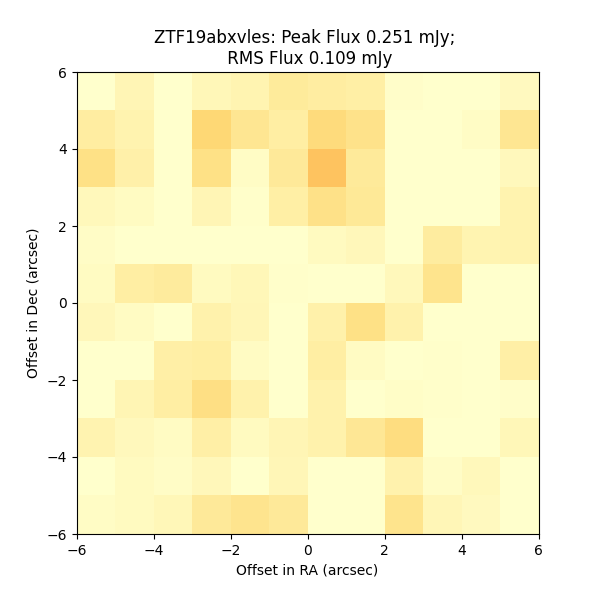 ZTF19abxvles: Peak Flux 0.251 mJy;
RMS Flux 0.109 mJy
6
4
2
0
−2
−4
−6
Offset in Dec (arcsec)
−6 −4 −2 0 2 4 6
Offset in RA (arcsec)